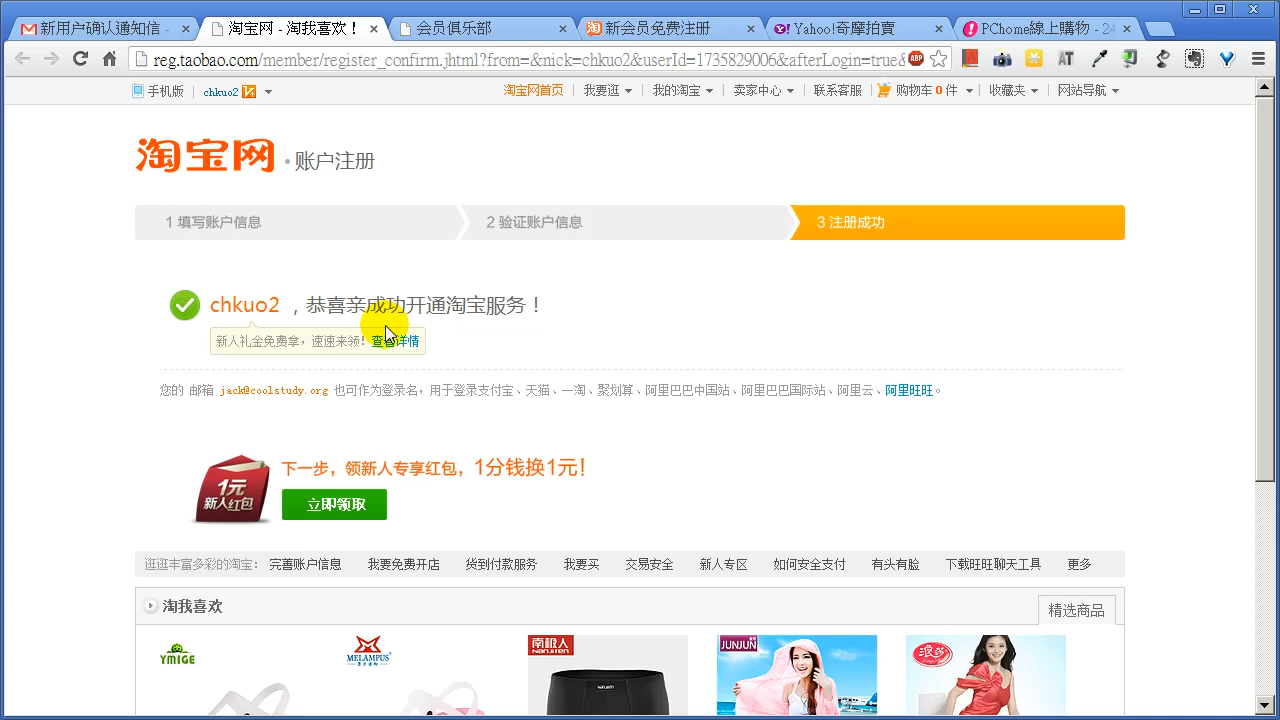 新用户确认通知信 -
淘宝网 - 淘我喜欢！
会员俱乐部
新会员免费注册
Yahoo!奇摩拍賣
PChome線上購物 - 24
reg.taobao.com/member/register_confirm.jhtml?from=&nick=chkuo2&userId=1735829006&afterLogin=true&
ABP
AT
手机版
chkuo2
淘宝网首页
我要逛
我的淘宝
卖家中心
联系客服
购物车 0 件
收藏夹
网站导航
淘宝网 • 账户注册
1 填写账户信息
2 验证账户信息
3 注册成功
chkuo2 ，恭喜亲成功开通淘宝服务！
新人礼金免费拿，速速来领! 查看详情
您的 邮箱 jack@coolstudy.org 也可作为登录名，用于登录支付宝、天猫、一淘、聚划算、阿里巴巴中国站、阿里巴巴国际站、阿里云、阿里旺旺。
1元
新人红包
下一步，领新人专享红包，1分钱换1元!
立即领取
逛逛丰富多彩的淘宝：
完善账户信息
我要免费开店
货到付款服务
我要买
交易安全
新人专区
如何安全支付
有头有脸
下载旺旺聊天工具
更多
淘我喜欢
精选商品
YMIGE
MELAMPUS
南极人
NanJiren
JUNJUN
浪莎